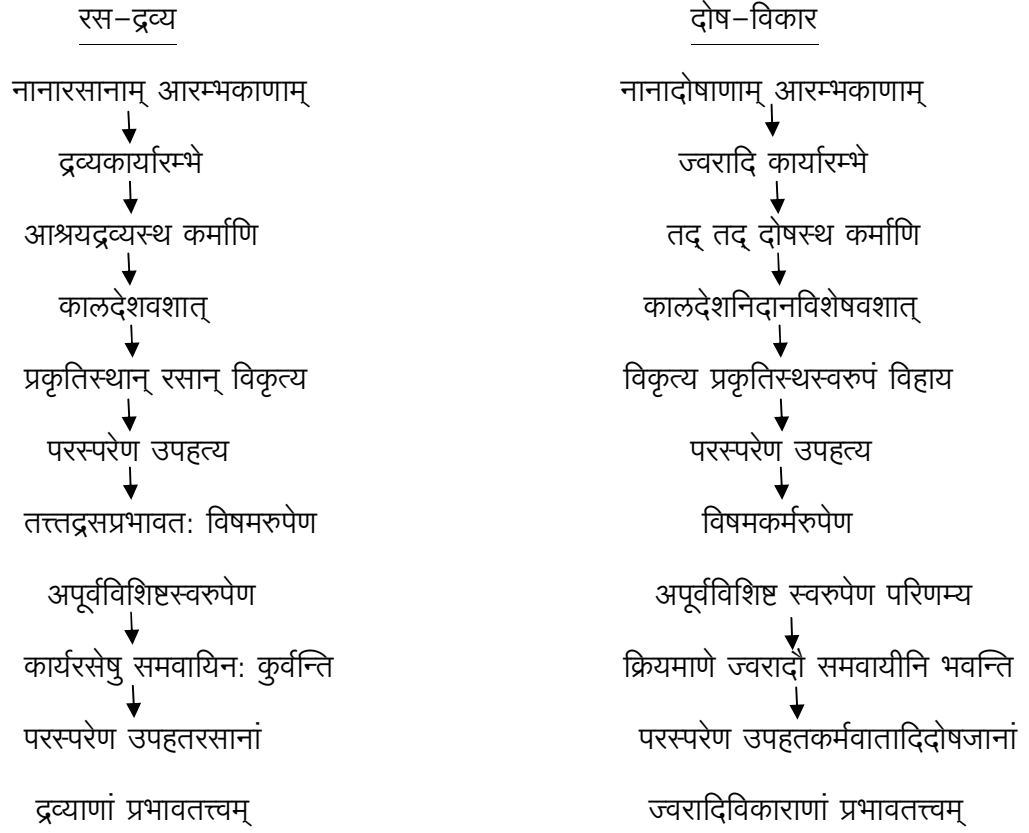 रस–द्रव्य
नानारसानाम् आरम्भकाणाम्
द्रव्यकार्यारम्भे
आश्रयद्रव्यस्थ कर्माणि
कालदेशवशात्
प्रकृतिस्थान् रसान् विकृत्य
परस्परेण उपहत्य
तत्त्तद्रसप्रभावत: विषमरुपेण
अपूर्वविशिष्टस्वरुपेण
कार्यरसेषु समवायिन: कुर्वन्ति
परस्परेण उपहतरसानां
द्रव्याणां प्रभावतत्त्वम्
दोष–विकार
नानादोषाणाम् आरम्भकाणाम्
ज्वरादि कार्यारम्भे
तद् तद् दोषस्थ कर्माणि
कालदेशनिदानविशेषवशात्
विकृत्य प्रकृतिस्थस्वरुपं विहाय
परस्परेण उपहत्य
विषमकर्मरुपेण
अपूर्वविशिष्ट स्वरुपेण परिणम्य
क्रियमाणे ज्वरादौ समवायीनि भवन्ति
परस्परेण उपहतकर्मवातादिदोषजानां
ज्वरादिविकाराणां प्रभावतत्त्वम्